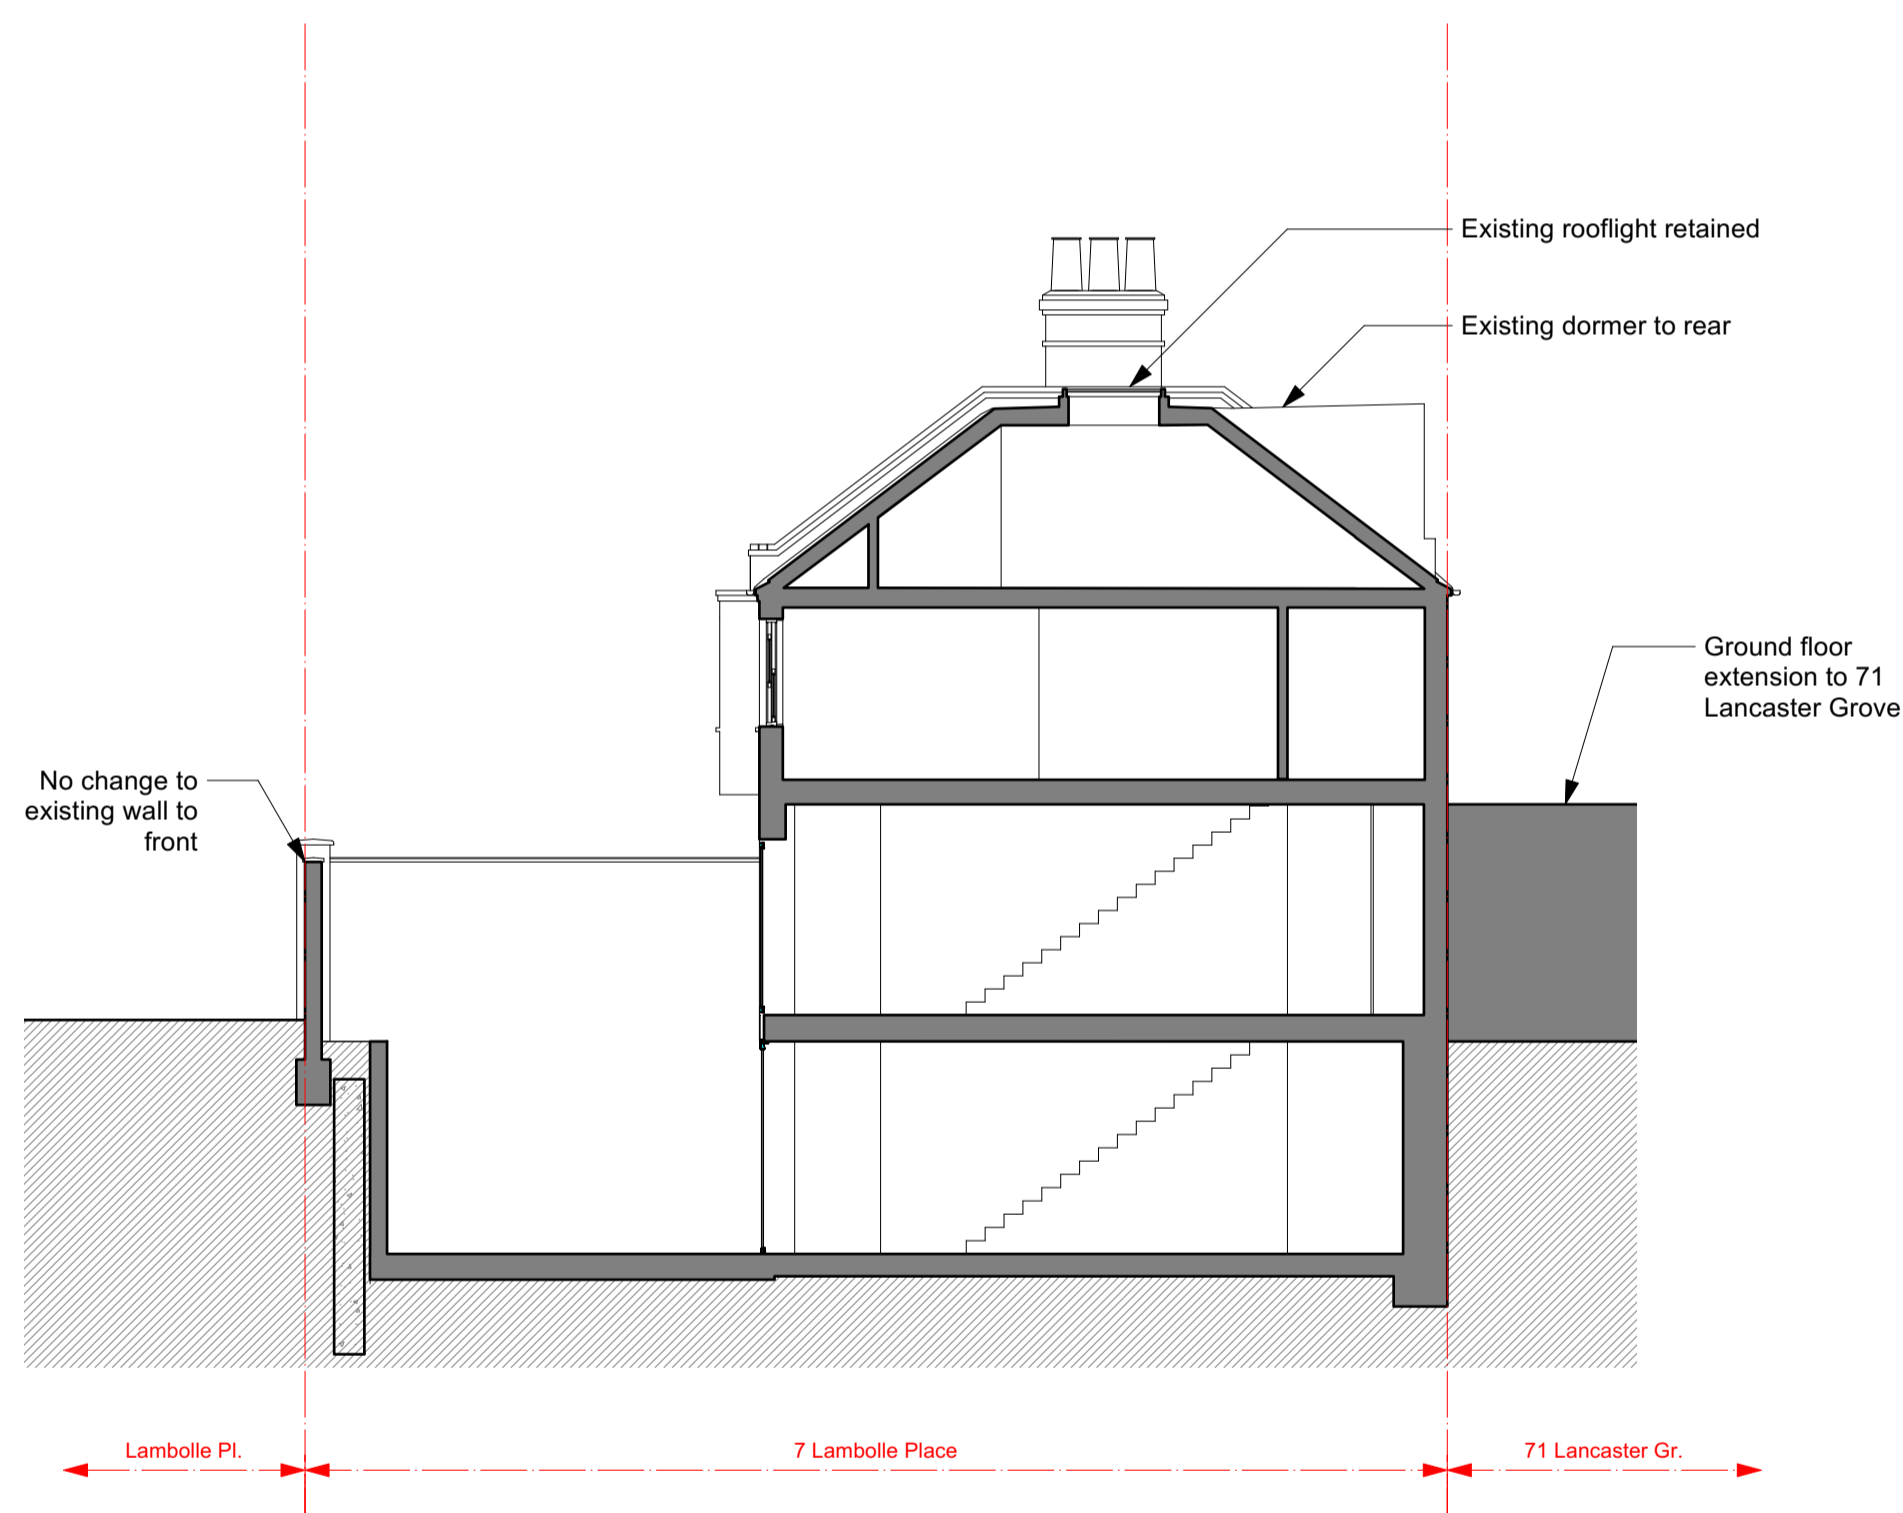 Existing rooflight retained
Existing dormer to rear
Ground floor
extension to 71
Lancaster Grove
No change to
existing wall to
front
Lambolle Pl.
7 Lambolle Place
71 Lancaster Gr.